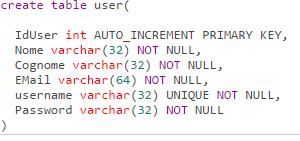 create table user(
IdUser int AUTO_INCREMENT PRIMARY KEY,
Nome varchar(32) NOT NULL,
Cognome varchar(32) NOT NULL,
EMail varchar(64) NOT NULL,
username varchar(32) UNIQUE NOT NULL,
Password varchar(32) NOT NULL
)